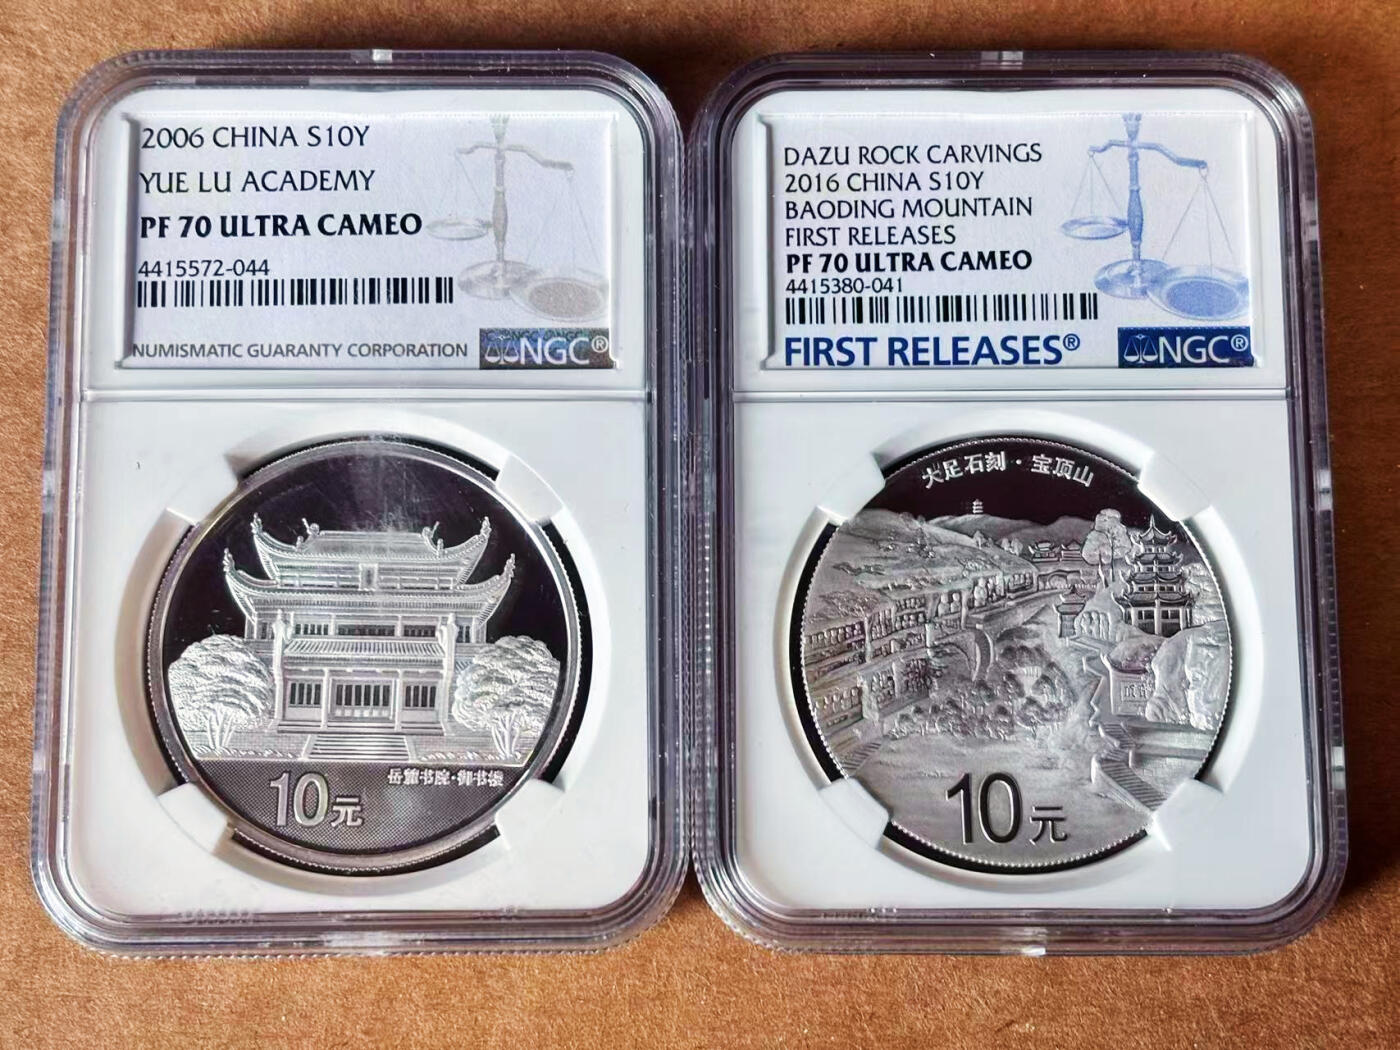 2006 CHINA S10Y
YUE LU ACADEMY
PF 70 ULTRA CAMEO
4415572-044
NUMISMATIC GUARANTY CORPORATION
NGC®
岳麓书院·御书楼
10元
DAZU ROCK CARVINGS
2016 CHINA S10Y
BAODING MOUNTAIN
FIRST RELEASES
PF 70 ULTRA CAMEO
4415380-041
FIRST RELEASES®
NGC®
大足石刻·宝顶山
10元